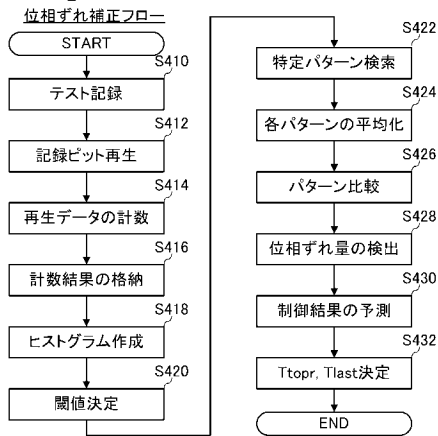 位相ずれ補正フロー
START
S410
テスト記録
S412
記録ピット再生
S414
再生データの計数
S416
計数結果の格納
S418
ヒストグラム作成
S420
閾値決定
S422
特定パターン検索
S424
各パターンの平均化
S426
パターン比較
S428
位相ずれ量の検出
S430
制御結果の予測
S432
Ttopr, Tlast決定
END